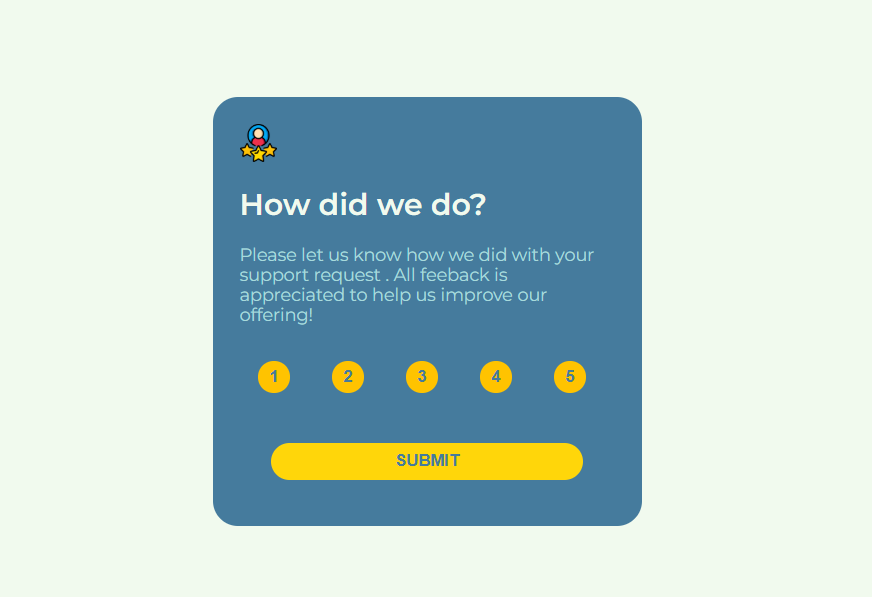 How did we do?
Please let us know how we did with your
support request . All feeback is
appreciated to help us improve our
offering!
1 2 3 4 5
SUBMIT